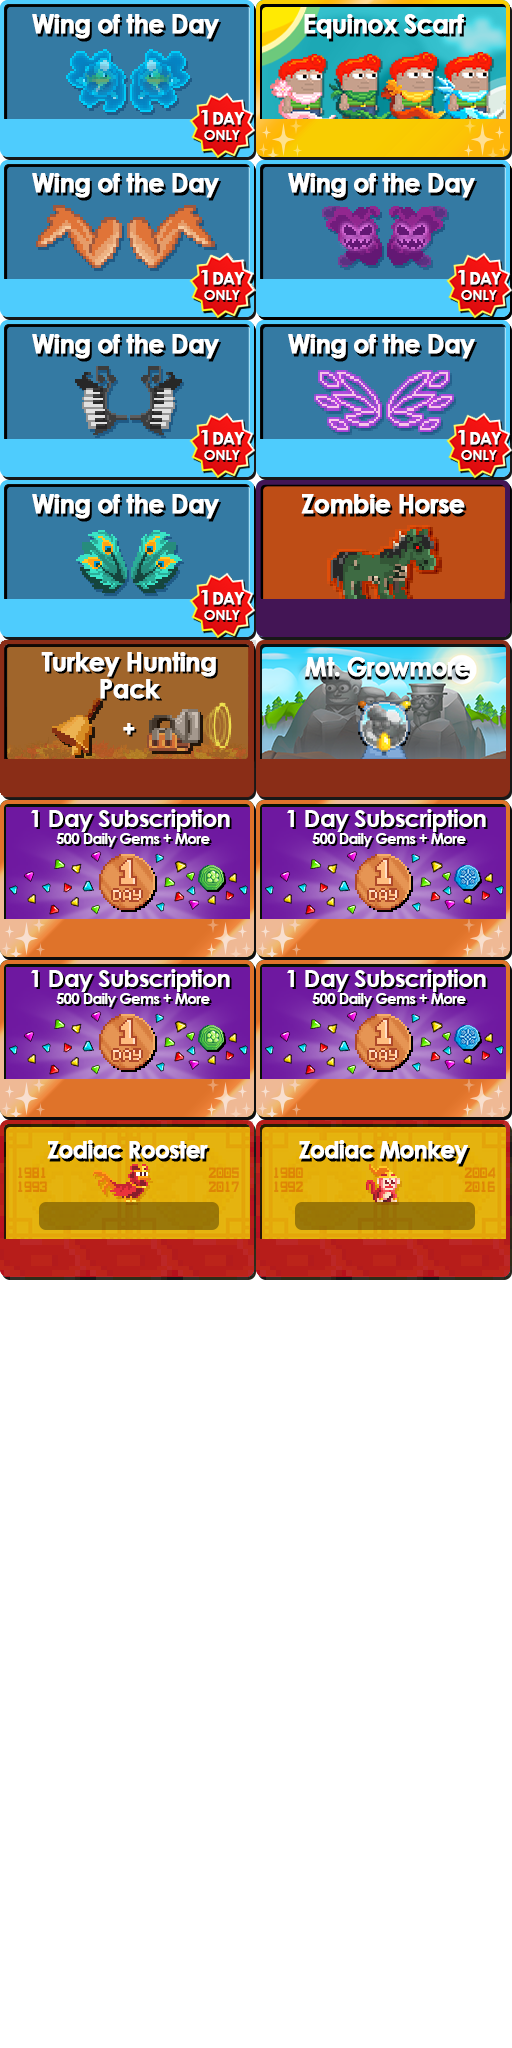 Wing of the Day
1 DAY
ONLY
Equinox Scarf
Wing of the Day
1 DAY
ONLY
Wing of the Day
1 DAY
ONLY
Wing of the Day
1 DAY
ONLY
Wing of the Day
1 DAY
ONLY
Wing of the Day
1 DAY
ONLY
Zombie Horse
Turkey Hunting
Pack
+
Mt. Growmore
1 Day Subscription
500 Daily Gems + More
1
DAY
1 Day Subscription
500 Daily Gems + More
1
DAY
1 Day Subscription
500 Daily Gems + More
1
DAY
1 Day Subscription
500 Daily Gems + More
1
DAY
Zodiac Rooster
1981 2005
1993 2017
Zodiac Monkey
1980 2004
1992 2016